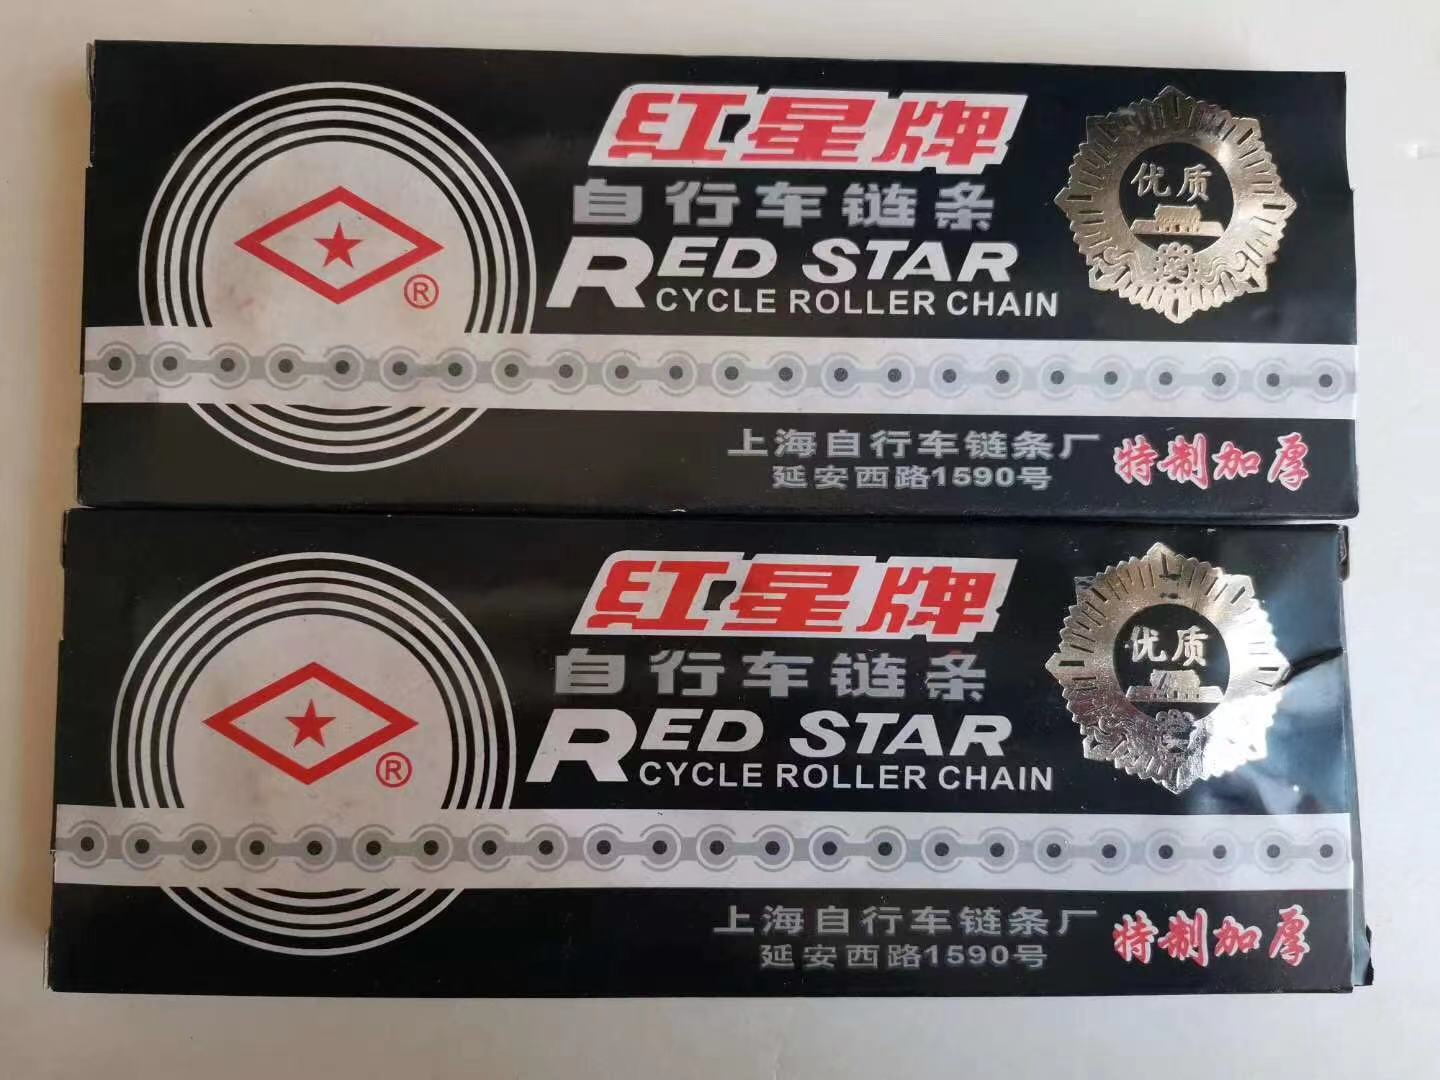 红星牌
自行车链条
RED STAR
CYCLE ROLLER CHAIN
优质
®
上海自行车链条厂
延安西路1590号
特制加厚
红星牌
自行车链条
RED STAR
CYCLE ROLLER CHAIN
优质
®
上海自行车链条厂
延安西路1590号
特制加厚